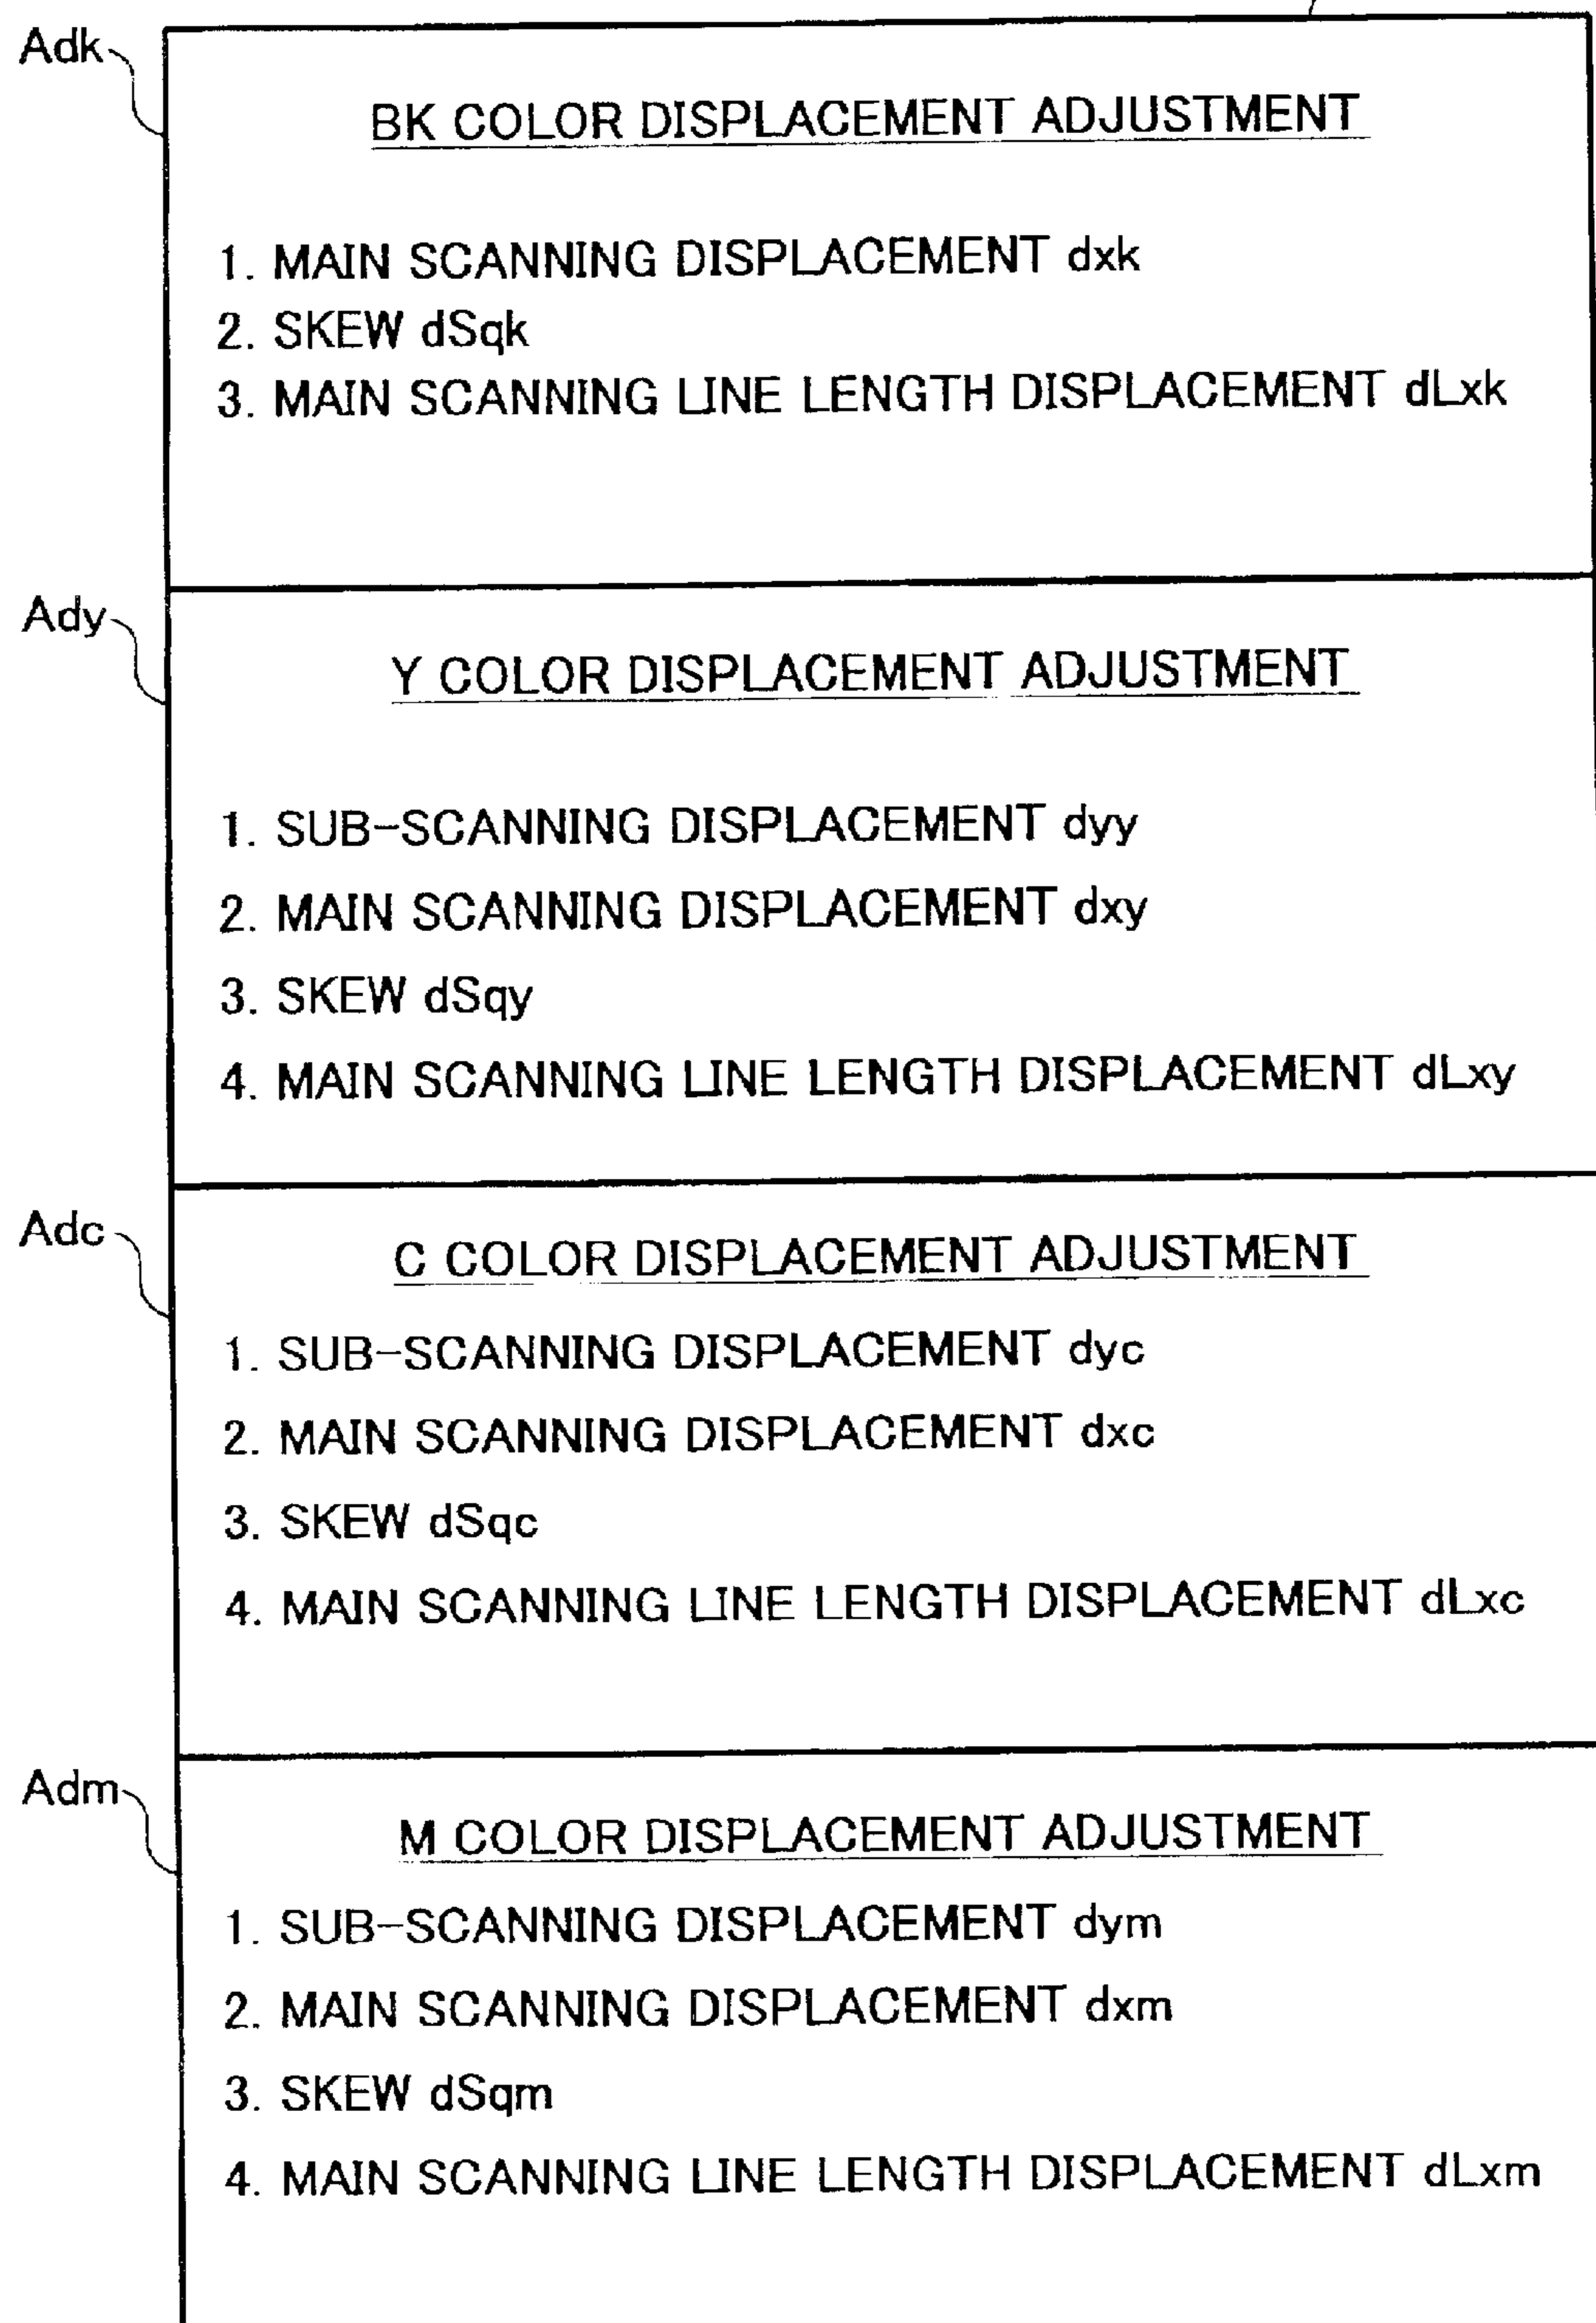 Adk
BK COLOR DISPLACEMENT ADJUSTMENT
1. MAIN SCANNING DISPLACEMENT dxk
2. SKEW dSqk
3. MAIN SCANNING LINE LENGTH DISPLACEMENT dLxk
Ady
Y COLOR DISPLACEMENT ADJUSTMENT
1. SUB-SCANNING DISPLACEMENT dyy
2. MAIN SCANNING DISPLACEMENT dxy
3. SKEW dSqy
4. MAIN SCANNING LINE LENGTH DISPLACEMENT dLxy
Adc
C COLOR DISPLACEMENT ADJUSTMENT
1. SUB-SCANNING DISPLACEMENT dyc
2. MAIN SCANNING DISPLACEMENT dxc
3. SKEW dSqc
4. MAIN SCANNING LINE LENGTH DISPLACEMENT dLxc
Adm
M COLOR DISPLACEMENT ADJUSTMENT
1. SUB-SCANNING DISPLACEMENT dym
2. MAIN SCANNING DISPLACEMENT dxm
3. SKEW dSqm
4. MAIN SCANNING LINE LENGTH DISPLACEMENT dLxm